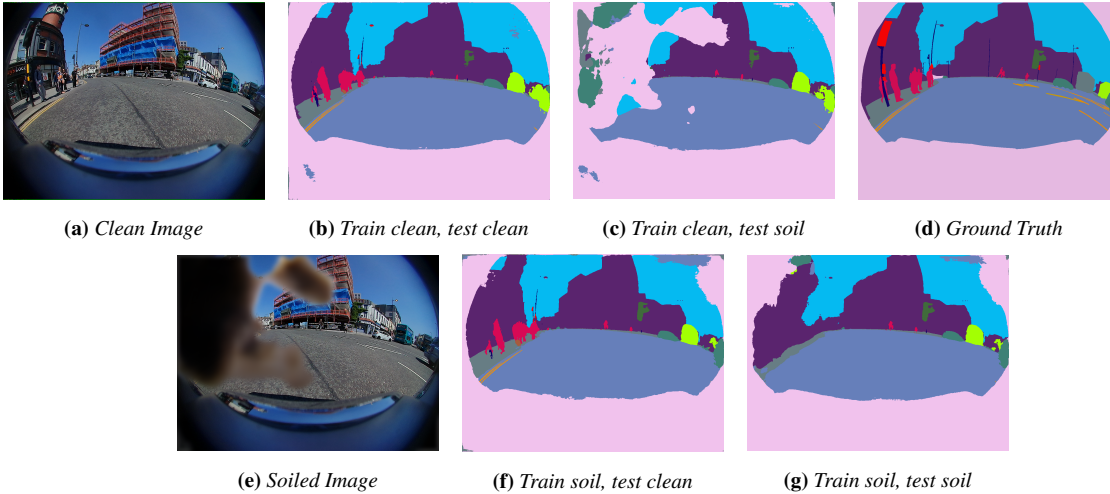 (a) Clean Image
(b) Train clean, test clean
(c) Train clean, test soil
(d) Ground Truth
(e) Soiled Image
(f) Train soil, test clean
(g) Train soil, test soil